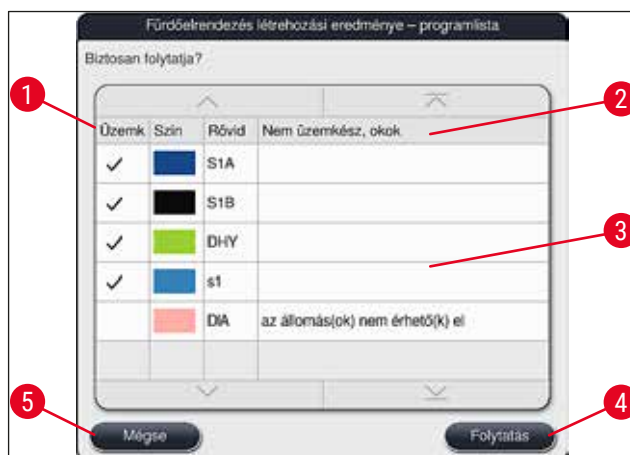 Fürdőelrendezés létrehozási eredménye – programlista
Biztosan folytatja?
1
2
Üzemk Szín Rövid Nem üzemkész, okok
S1A
S1B
DHY
3
s1
DIA az állomás(ok) nem érhető(k) el
5
4
Mégse Folytatás